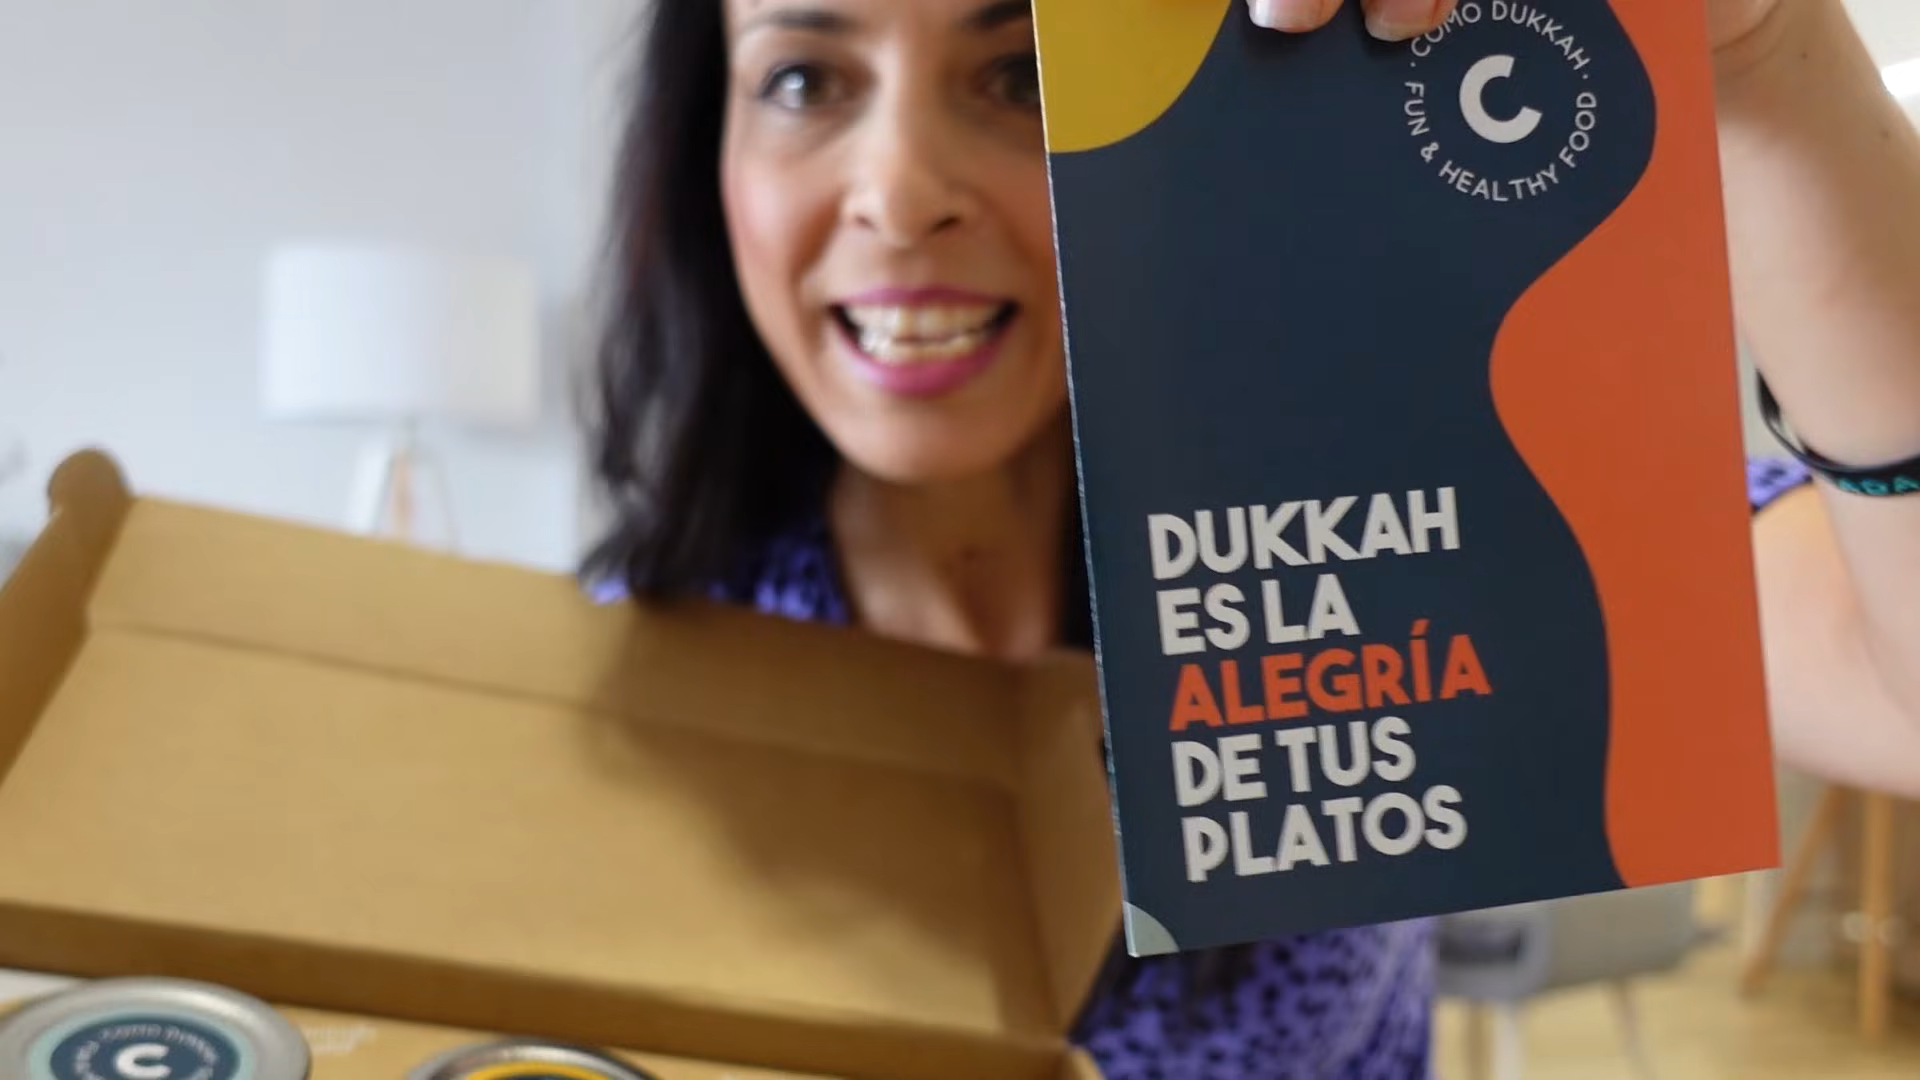 · COMO DUKKAH ·
FUN & HEALTHY FOOD
C
DUKKAH
ES LA
ALEGRÍA
DE TUS
PLATOS
C